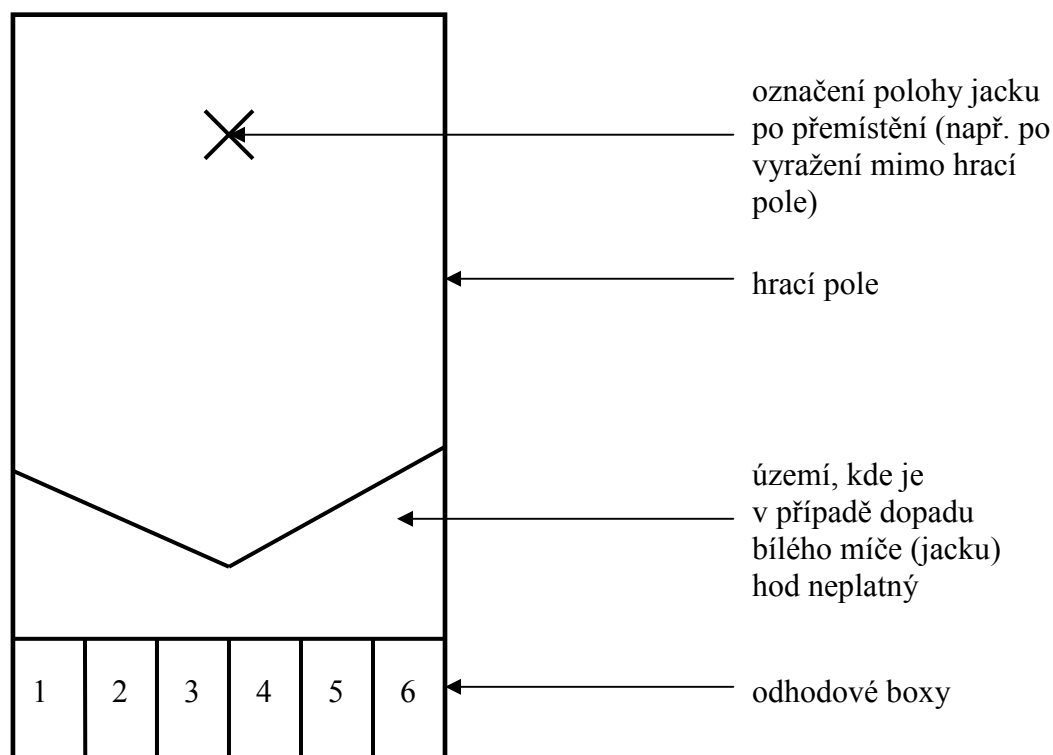 označení polohy jacku
po přemístění (např. po
vyražení mimo hrací
pole)
hrací pole
území, kde je
v případě dopadu
bílého míče (jacku)
hod neplatný
1 2 3 4 5 6
odhodové boxy